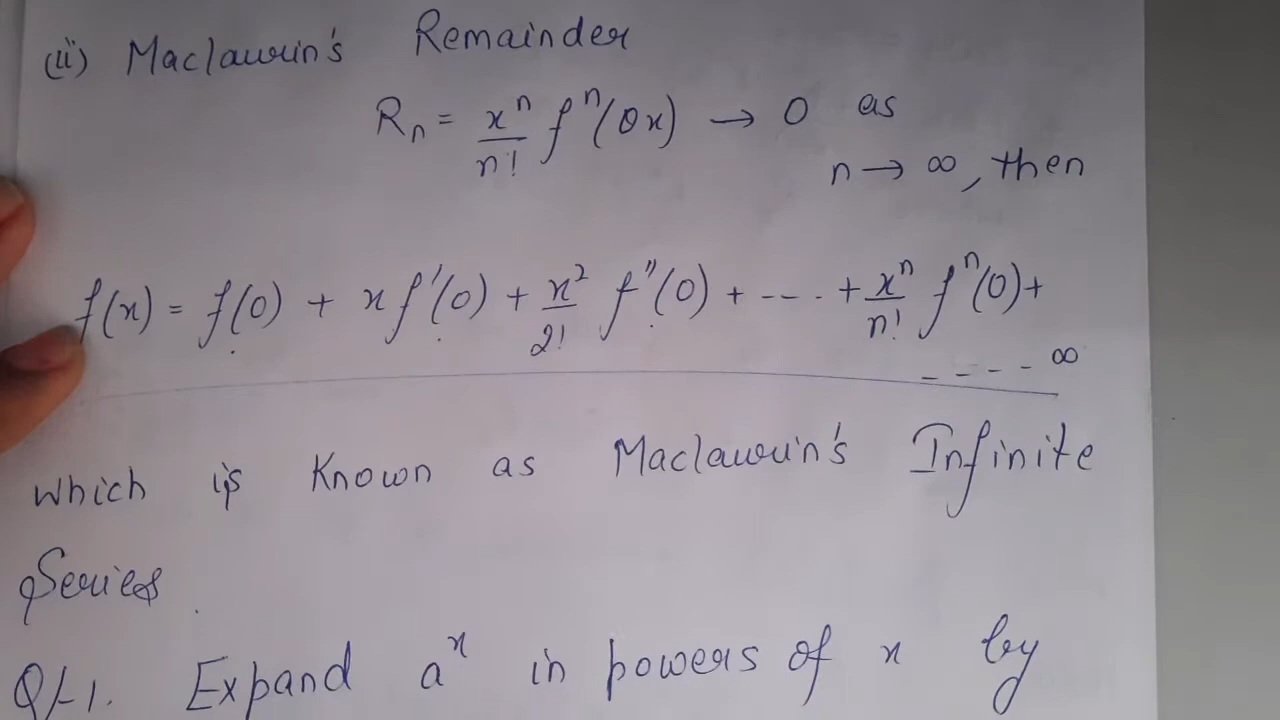 (ii) Maclaurin's Remainder
Rn = x^n/n! f^n(θx) → 0 as
n → ∞, then
f(x) = f(0) + x f'(0) + x²/2! f''(0) + --- . + x^n/n! f^n(0) +
---- ∞
which is Known as Maclaurin's Infinite
Series.
Q/-1. Expand a^x in powers of x by